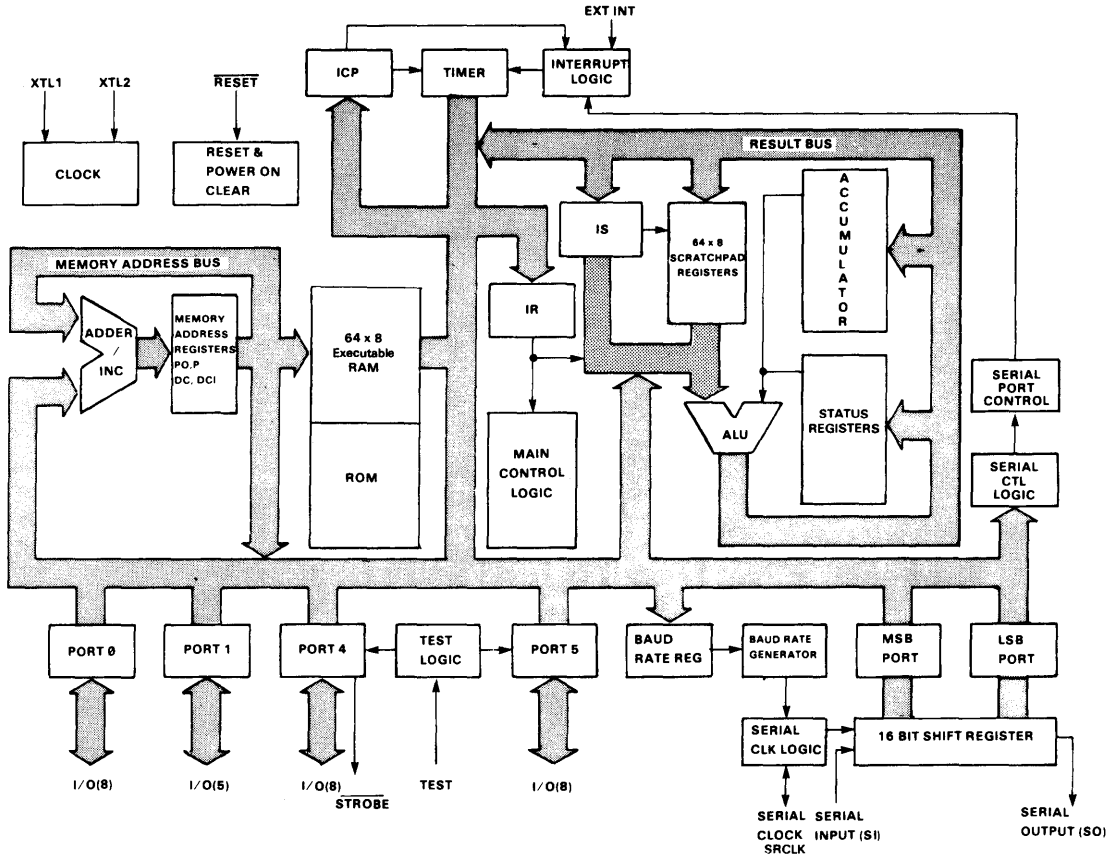 EXT INT
ICP
TIMER
INTERRUPT
LOGIC
XTL1
XTL2
RESET
CLOCK
RESET &
POWER ON
CLEAR
RESULT BUS
ACCUMULATOR
IS
64 x 8
SCRATCHPAD
REGISTERS
MEMORY ADDRESS BUS
ADDER
/
INC
MEMORY
ADDRESS
REGISTERS
PO,P
DC, DCI
64 x 8
Executable
RAM
ROM
IR
MAIN
CONTROL
LOGIC
ALU
STATUS
REGISTERS
SERIAL
PORT
CONTROL
SERIAL
CTL
LOGIC
PORT 0
PORT 1
PORT 4
TEST
LOGIC
PORT 5
BAUD
RATE REG
BAUD RATE
GENERATOR
MSB
PORT
LSB
PORT
SERIAL
CLK LOGIC
16 BIT SHIFT REGISTER
I/O(8)
I/O(5)
I/O(8)
STROBE
TEST
I/O(8)
SERIAL
CLOCK
SRCLK
SERIAL
INPUT (SI)
SERIAL
OUTPUT (SO)